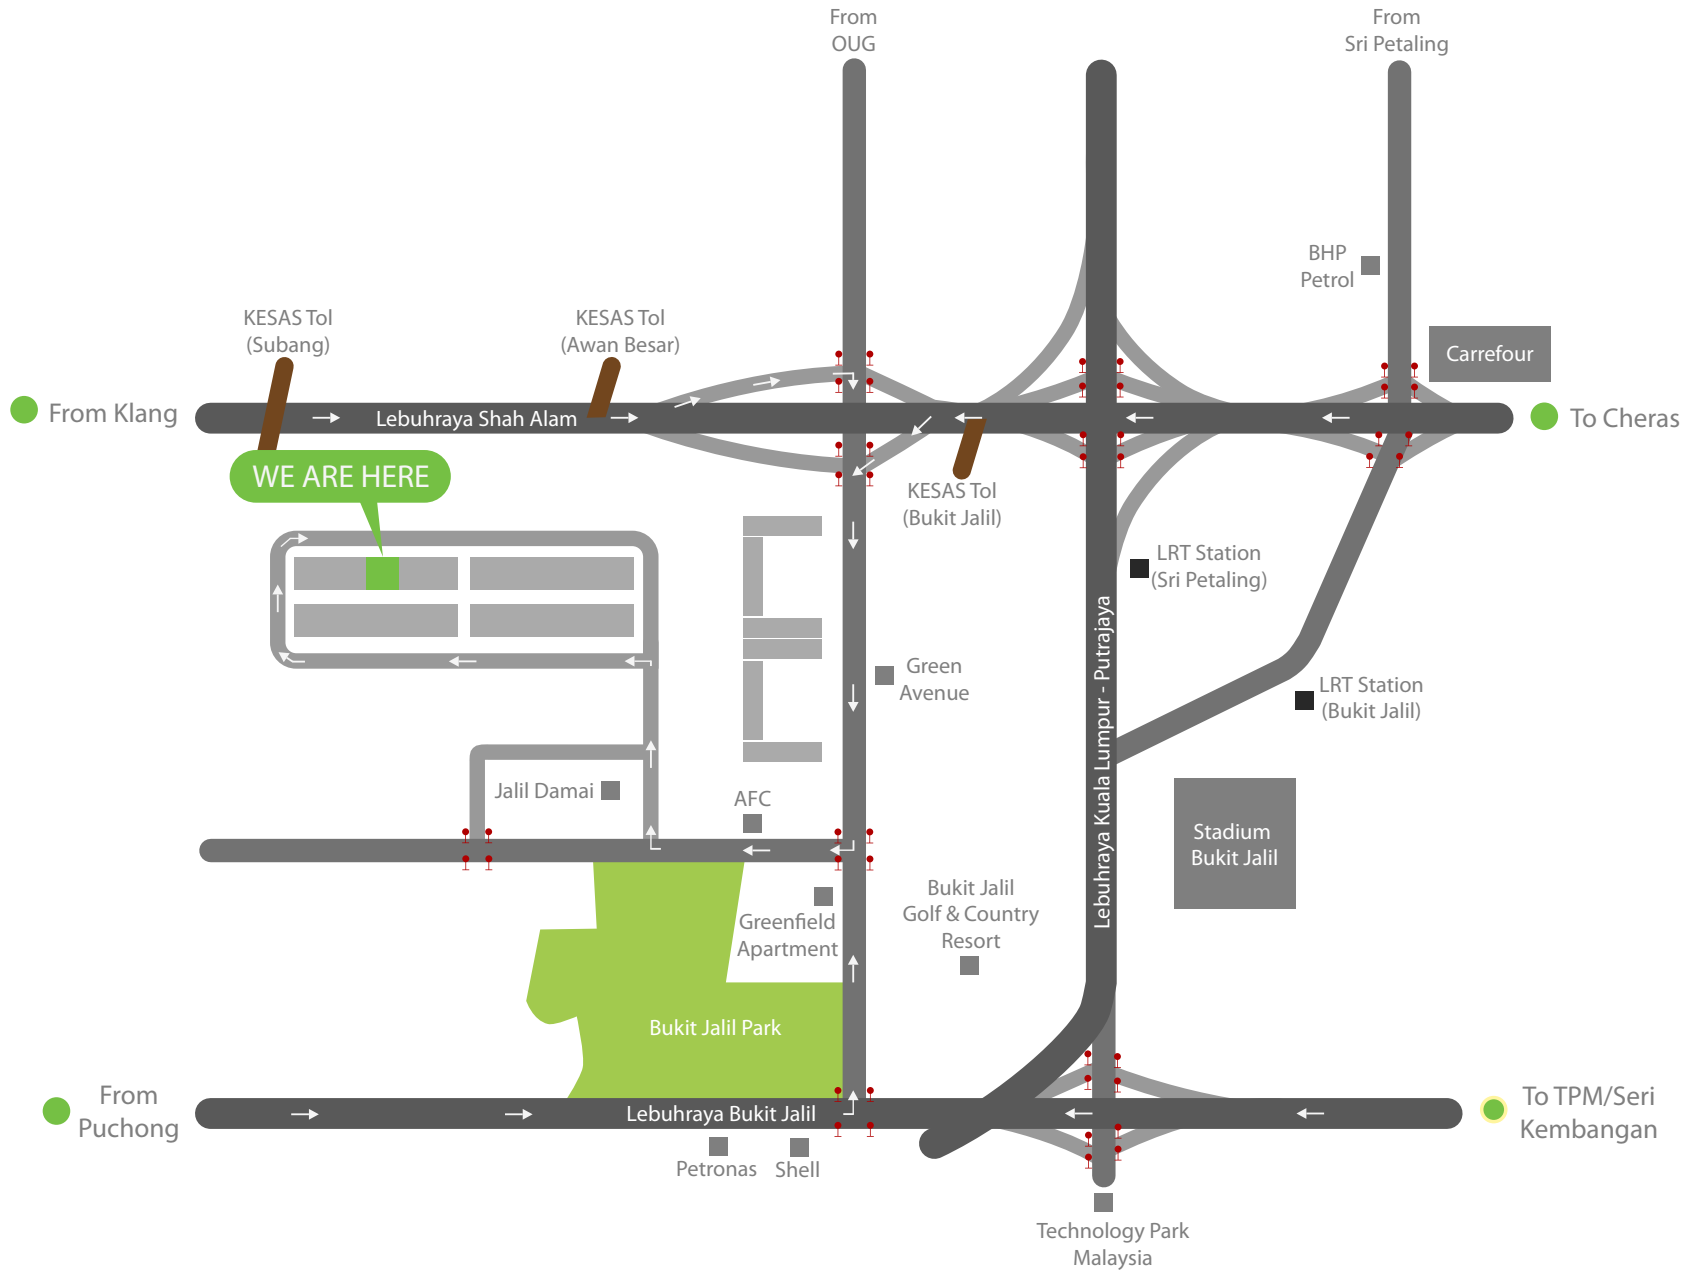 From
OUG
From
Sri Petaling
BHP
Petrol
KESAS Tol
(Subang)
KESAS Tol
(Awan Besar)
Carrefour
From Klang
Lebuhraya Shah Alam
To Cheras
WE ARE HERE
KESAS Tol
(Bukit Jalil)
LRT Station
(Sri Petaling)
Lebuhraya Kuala Lumpur - Putrajaya
Green
Avenue
LRT Station
(Bukit Jalil)
Jalil Damai
AFC
Stadium
Bukit Jalil
Greenfield
Apartment
Bukit Jalil
Golf & Country
Resort
Bukit Jalil Park
From
Puchong
Lebuhraya Bukit Jalil
To TPM/Seri
Kembangan
Petronas
Shell
Technology Park
Malaysia